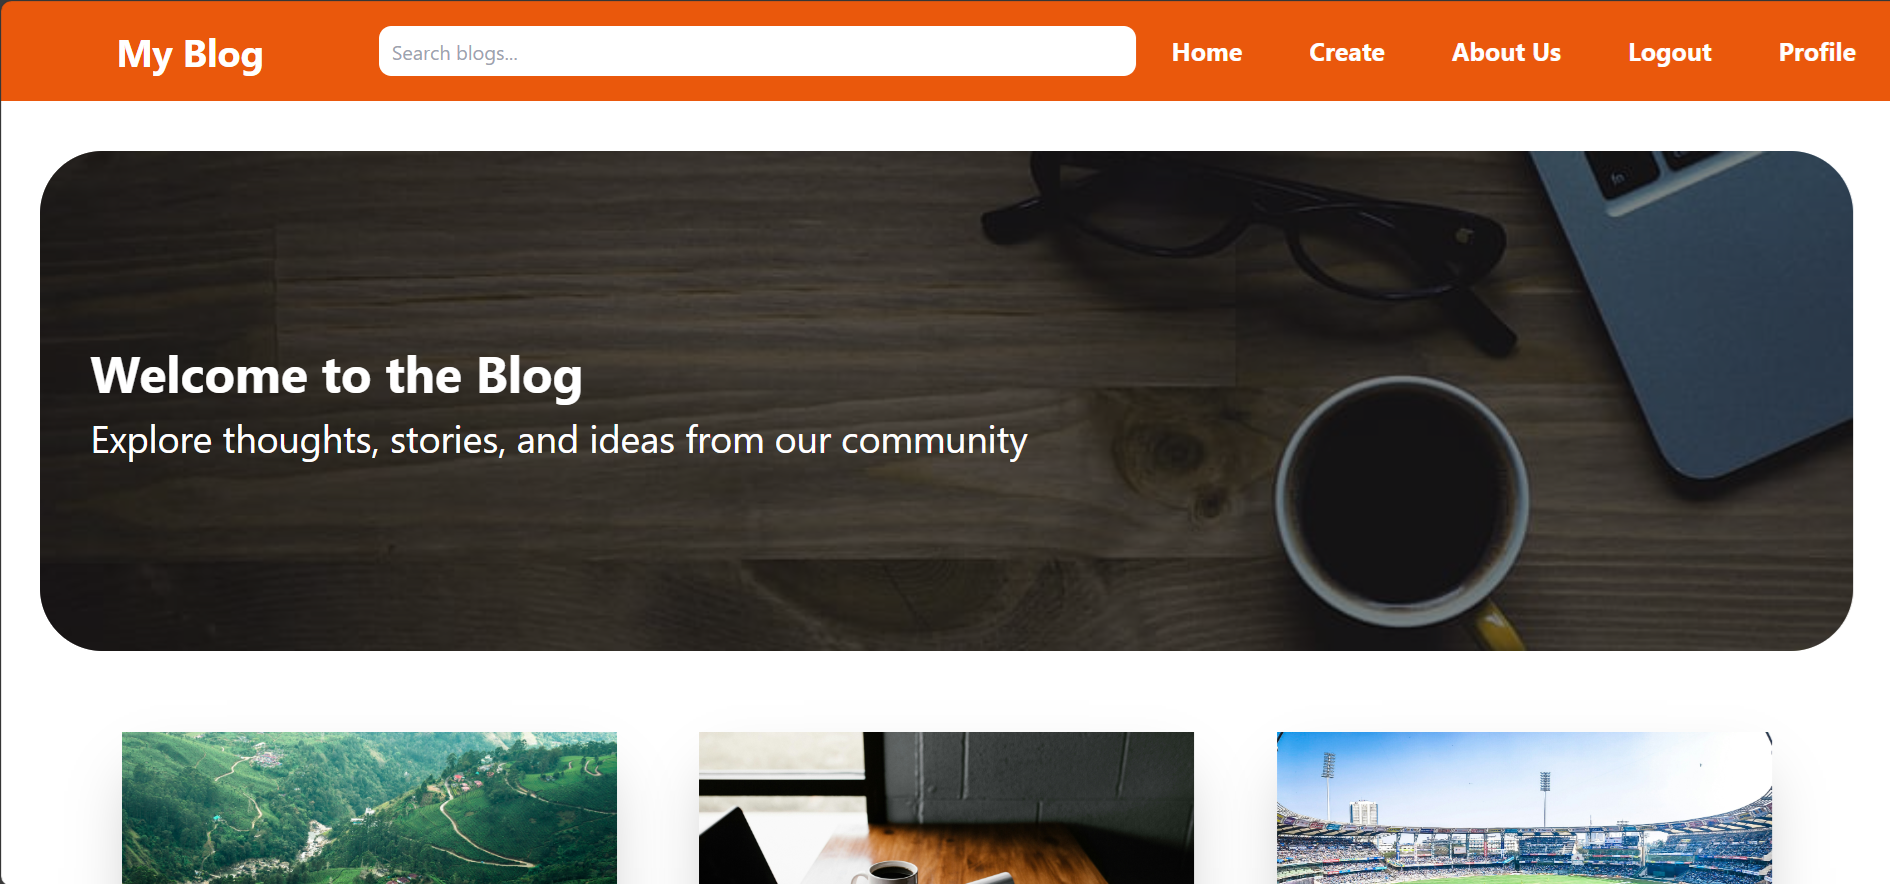 My Blog
Search blogs...
Home
Create
About Us
Logout
Profile
fn
Welcome to the Blog
Explore thoughts, stories, and ideas from our community